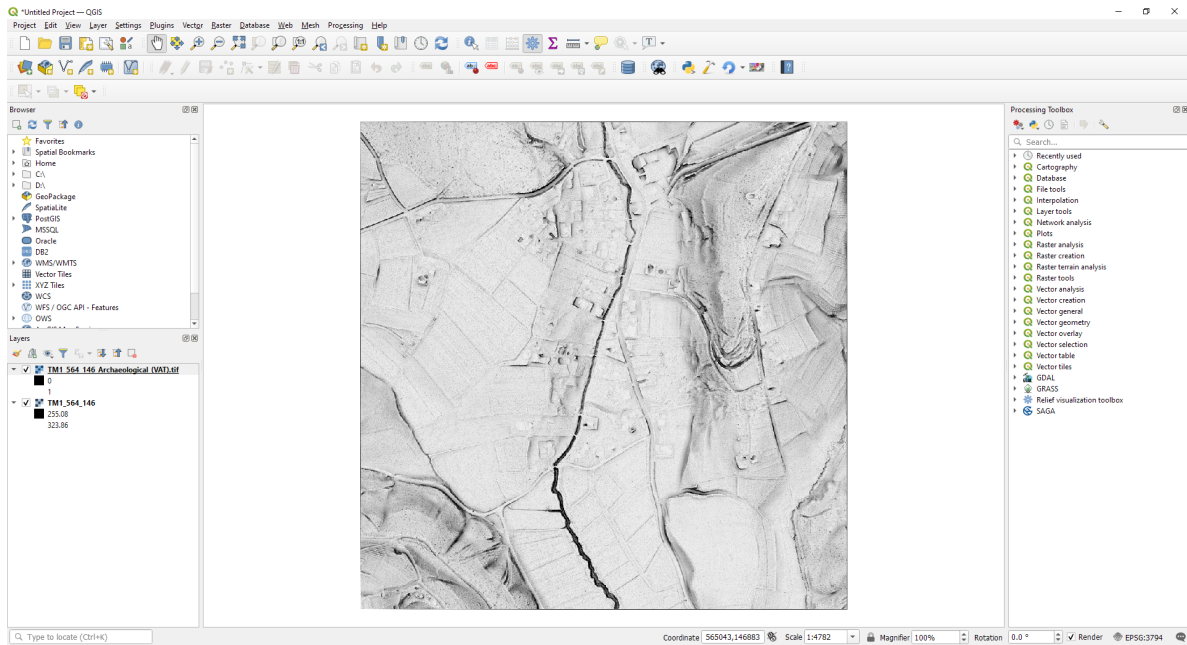 *Untitled Project — QGIS
Project Edit View Layer Settings Plugins Vector Raster Database Web Mesh Processing Help
Browser
Favorites
Spatial Bookmarks
Home
C:\
D:\
GeoPackage
SpatiaLite
PostGIS
MSSQL
Oracle
DB2
WMS/WMTS
Vector Tiles
XYZ Tiles
WCS
WFS / OGC API - Features
OWS
Layers
TM1_564_146_Archaeological (VAT).tif
0
1
TM1_564_146
255.08
323.86
Processing Toolbox
Search...
Recently used
Cartography
Database
File tools
Interpolation
Layer tools
Network analysis
Plots
Raster analysis
Raster creation
Raster terrain analysis
Raster tools
Vector analysis
Vector creation
Vector general
Vector geometry
Vector overlay
Vector selection
Vector table
Vector tiles
GDAL
GRASS
Relief visualization toolbox
SAGA
Type to locate (Ctrl+K)
Coordinate 565043,146883 Scale 1:4782 Magnifier 100% Rotation 0.0 ° Render EPSG:3794